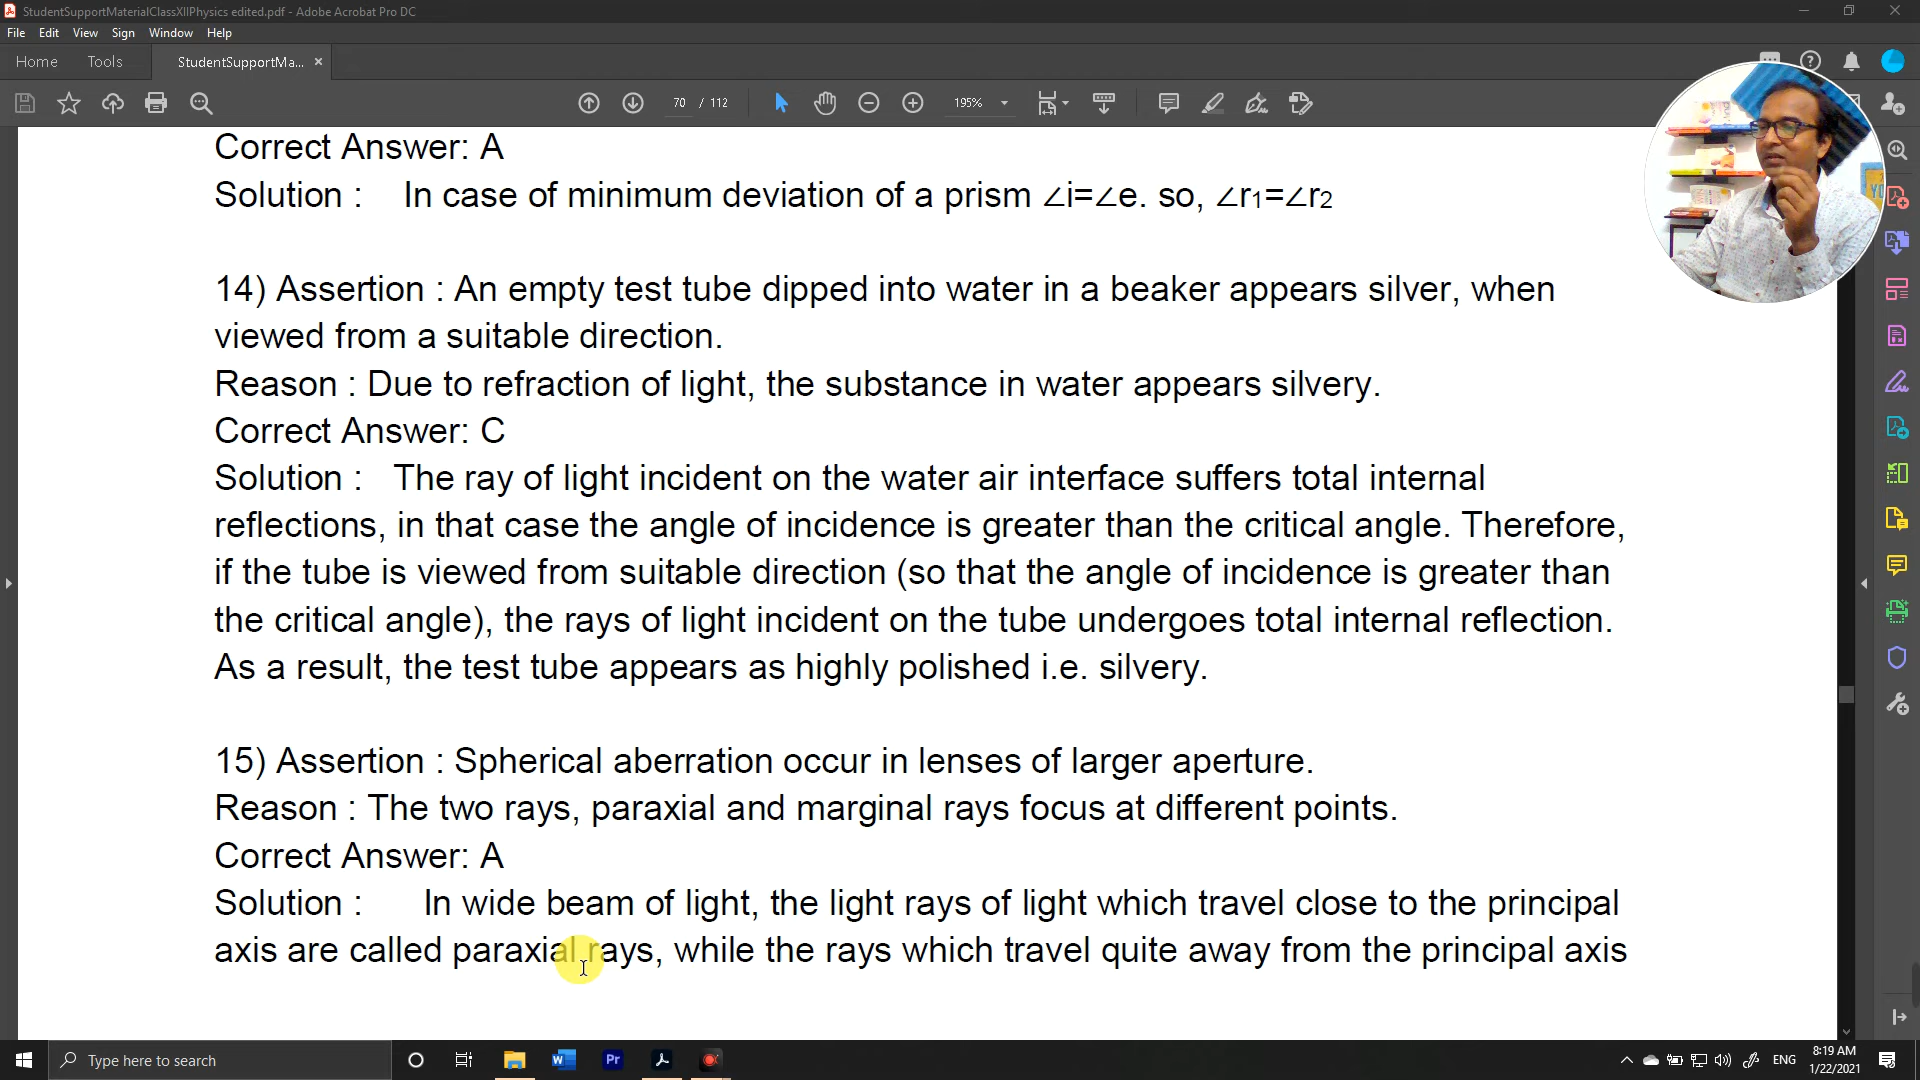 StudentSupportMaterialClassXIIPhysics edited.pdf - Adobe Acrobat Pro DC
File Edit View Sign Window Help
Home Tools StudentSupportMa... ×
70 / 112 195%
Correct Answer: A
Solution : In case of minimum deviation of a prism ∠i=∠e. so, ∠r1=∠r2
14) Assertion : An empty test tube dipped into water in a beaker appears silver, when
viewed from a suitable direction.
Reason : Due to refraction of light, the substance in water appears silvery.
Correct Answer: C
Solution : The ray of light incident on the water air interface suffers total internal
reflections, in that case the angle of incidence is greater than the critical angle. Therefore,
if the tube is viewed from suitable direction (so that the angle of incidence is greater than
the critical angle), the rays of light incident on the tube undergoes total internal reflection.
As a result, the test tube appears as highly polished i.e. silvery.
15) Assertion : Spherical aberration occur in lenses of larger aperture.
Reason : The two rays, paraxial and marginal rays focus at different points.
Correct Answer: A
Solution : In wide beam of light, the light rays of light which travel close to the principal
axis are called paraxial rays, while the rays which travel quite away from the principal axis
Type here to search
ENG
8:19 AM
1/22/2021